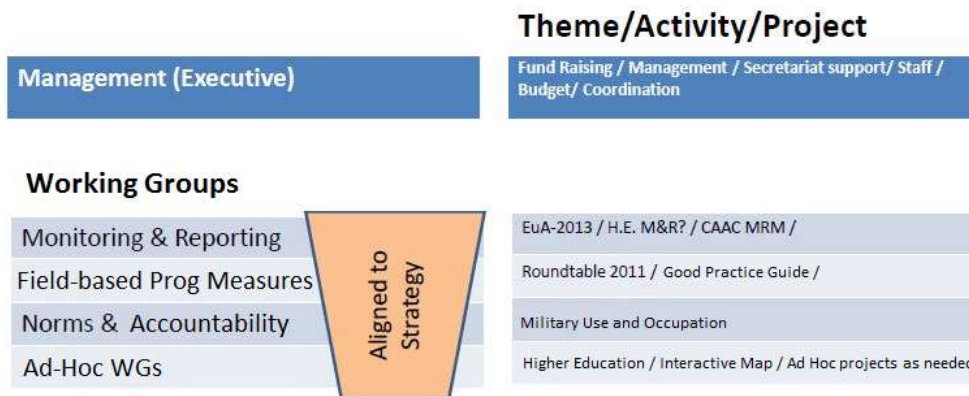 Theme/Activity/Project
Management (Executive)
Fund Raising / Management / Secretariat support/ Staff /
Budget/ Coordination
Working Groups
Monitoring & Reporting
EuA-2013 / H.E. M&R? / CAAC MRM /
Field-based Prog Measures
Roundtable 2011 / Good Practice Guide /
Norms & Accountability
Military Use and Occupation
Ad-Hoc WGs
Higher Education / Interactive Map / Ad Hoc projects as needed
Aligned to
Strategy